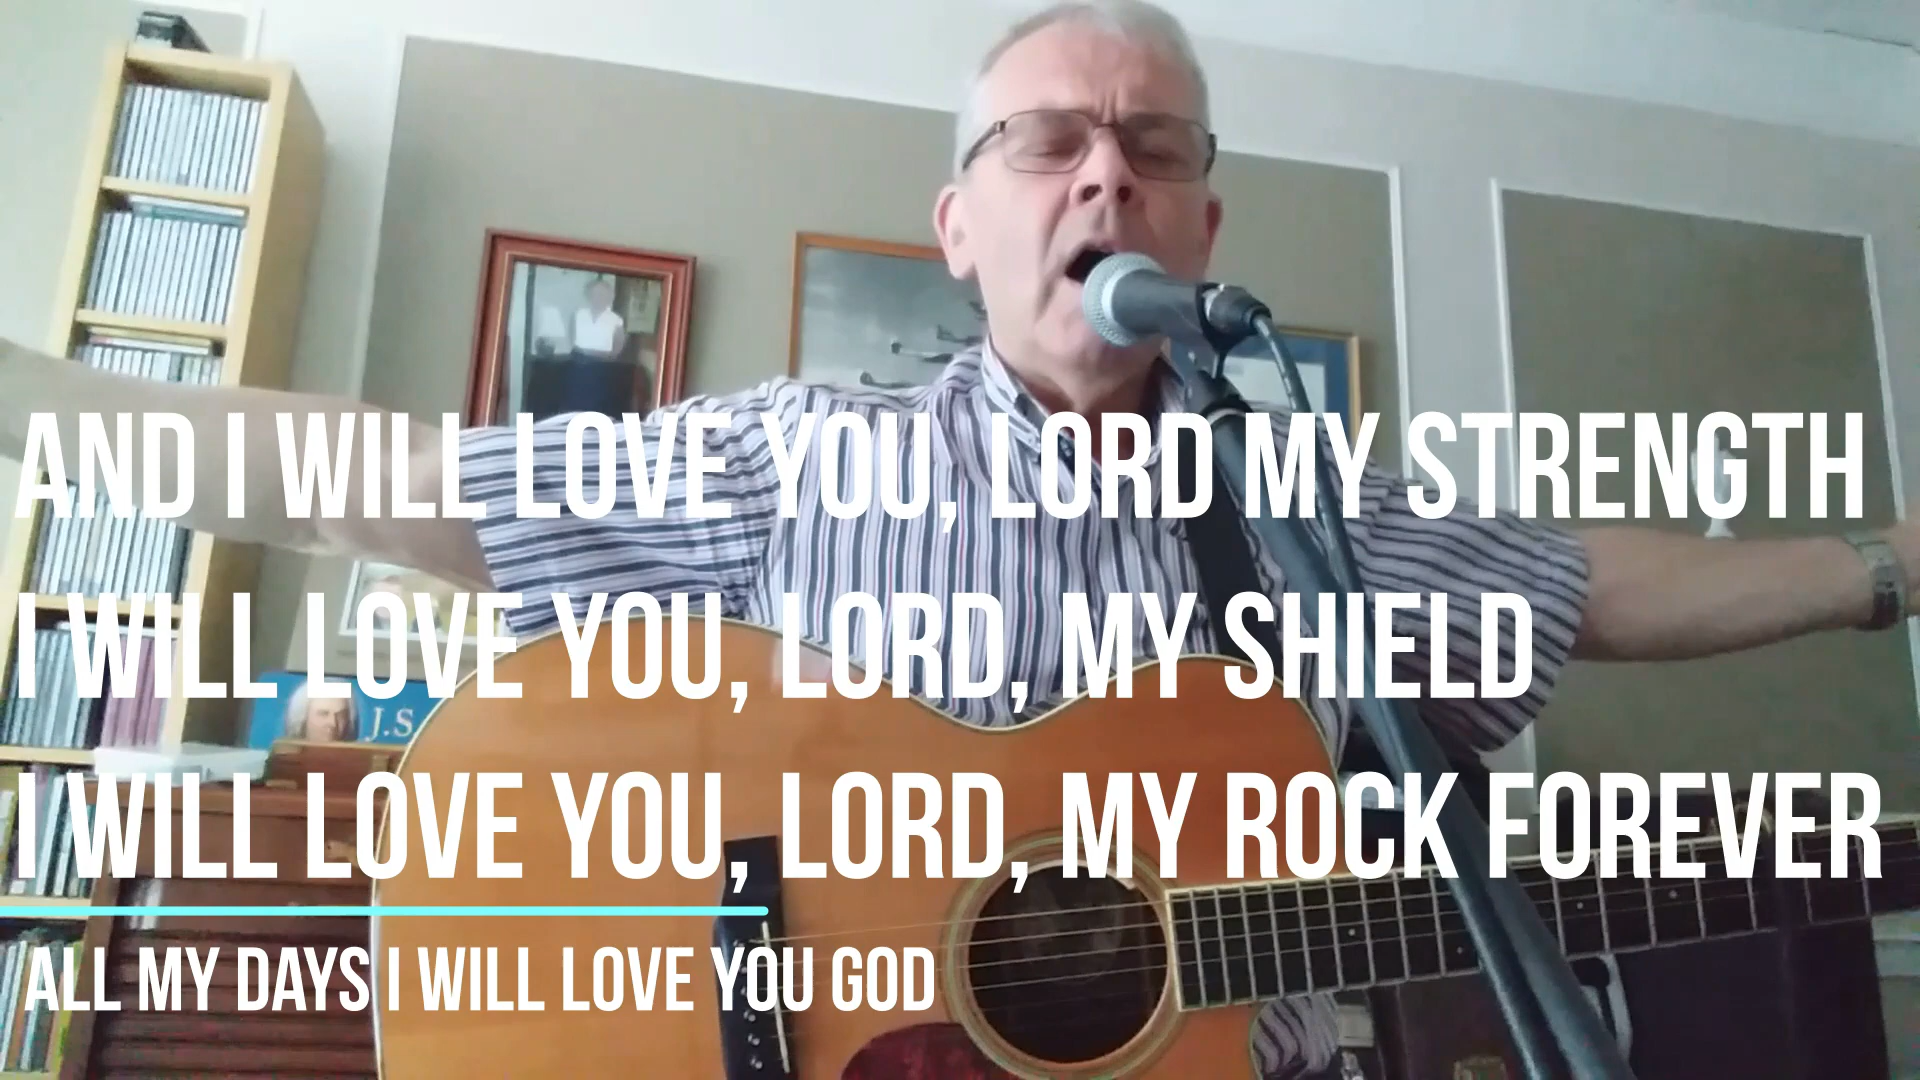 AND I WILL LOVE YOU, LORD MY STRENGTH
I WILL LOVE YOU, LORD, MY SHIELD
J.S.
I WILL LOVE YOU, LORD, MY ROCK FOREVER
ALL MY DAYS I WILL LOVE YOU GOD